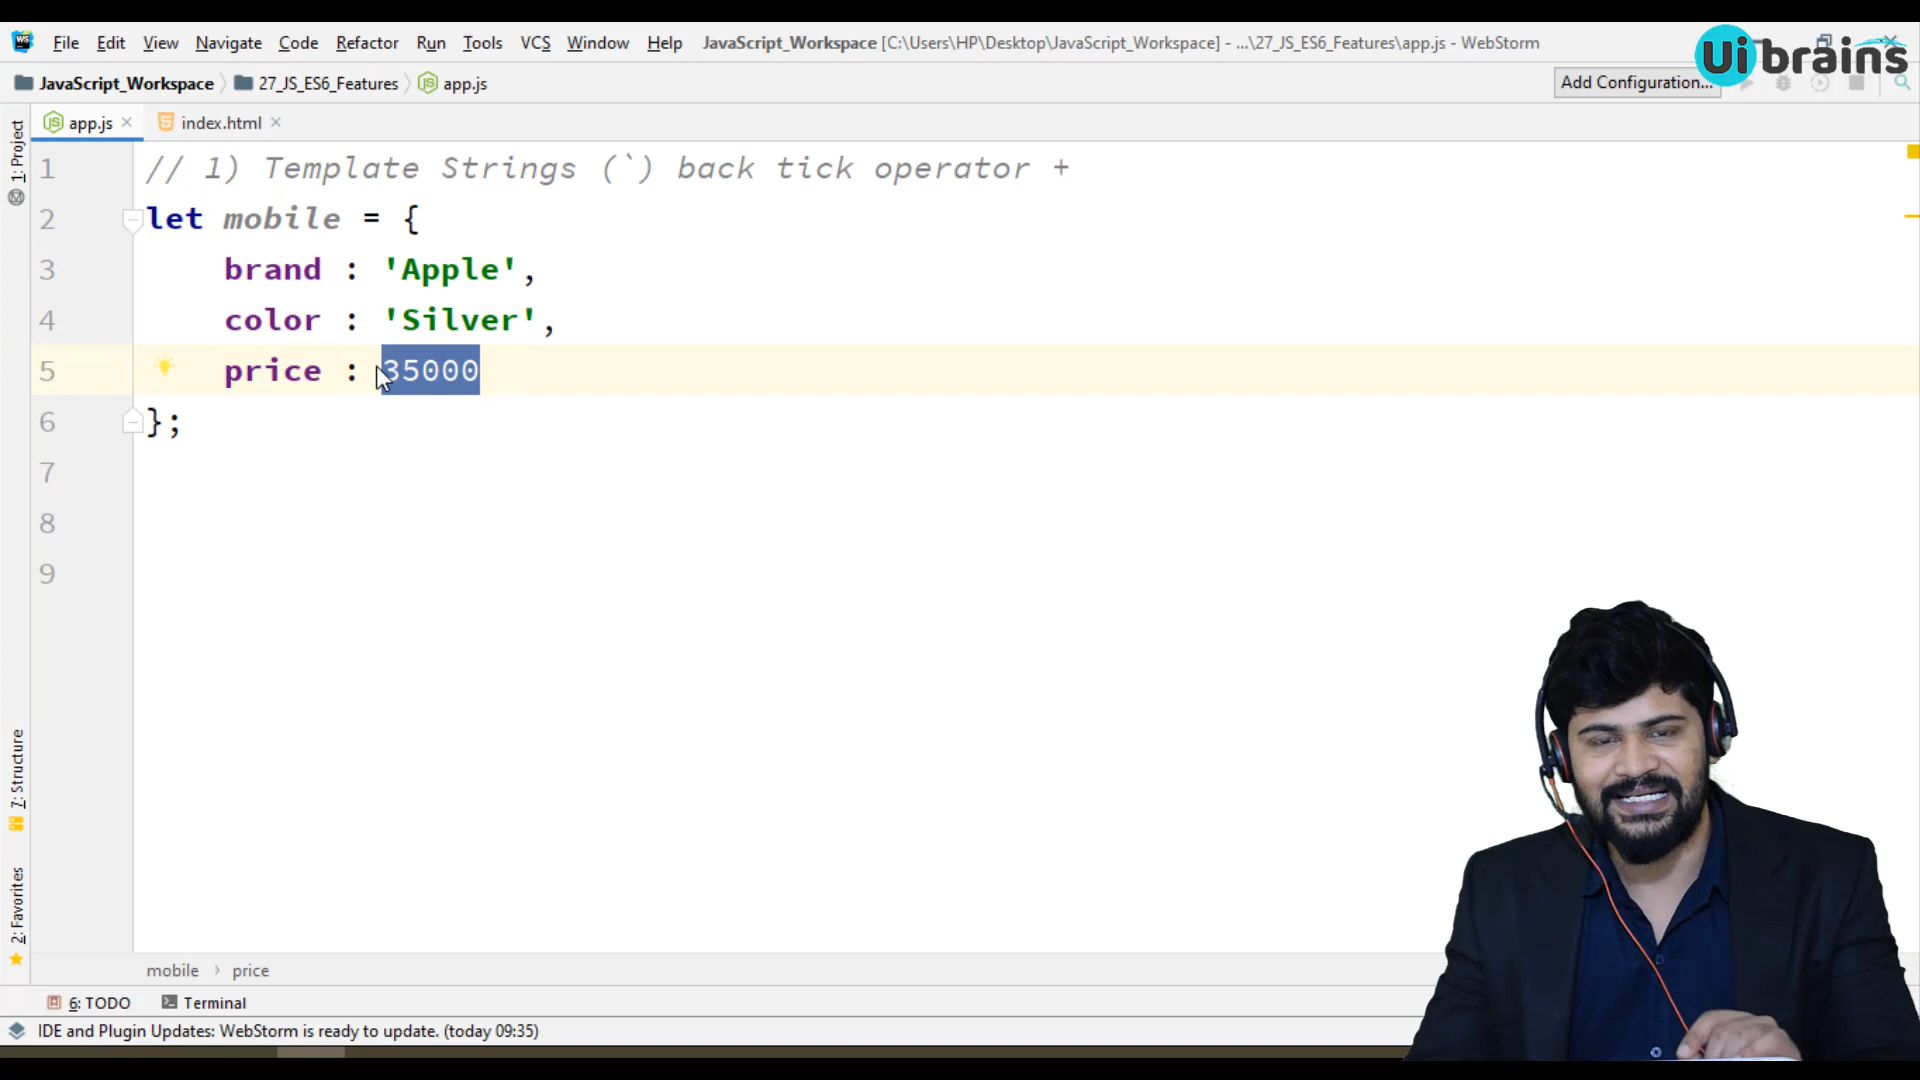 File Edit View Navigate Code Refactor Run Tools VCS Window Help JavaScript_Workspace [C:\Users\HP\Desktop\JavaScript_Workspace] - ...\27_JS_ES6_Features\app.js - WebStorm
Ui brains
JavaScript_Workspace 27_JS_ES6_Features app.js Add Configuration...
app.js index.html
1: Project
1 // 1) Template Strings (`) back tick operator +
2 let mobile = {
3 brand : 'Apple',
4 color : 'Silver',
5 price : 35000
6 };
7
8
9
7: Structure
2: Favorites
mobile › price
6: TODO Terminal
IDE and Plugin Updates: WebStorm is ready to update. (today 09:35)